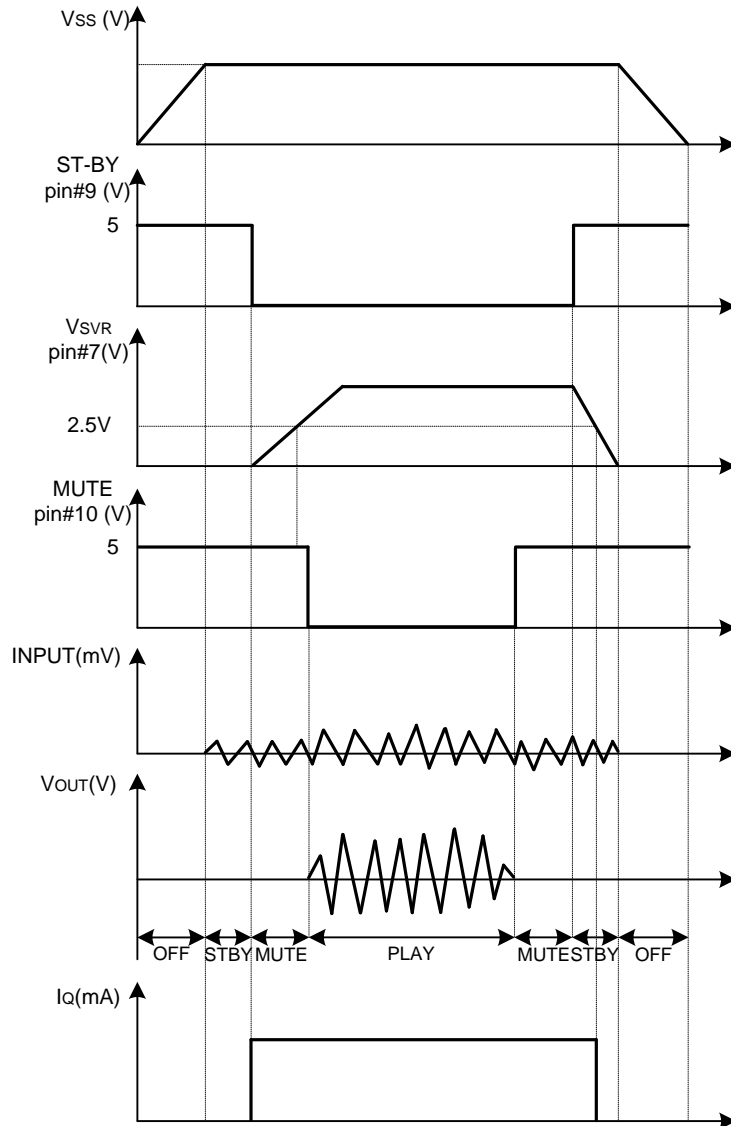 VSS (V)
ST-BY
pin#9 (V)
5
VSVR
pin#7(V)
2.5V
MUTE
pin#10 (V)
5
INPUT(mV)
VOUT(V)
OFF STBY MUTE PLAY MUTE STBY OFF
IQ(mA)